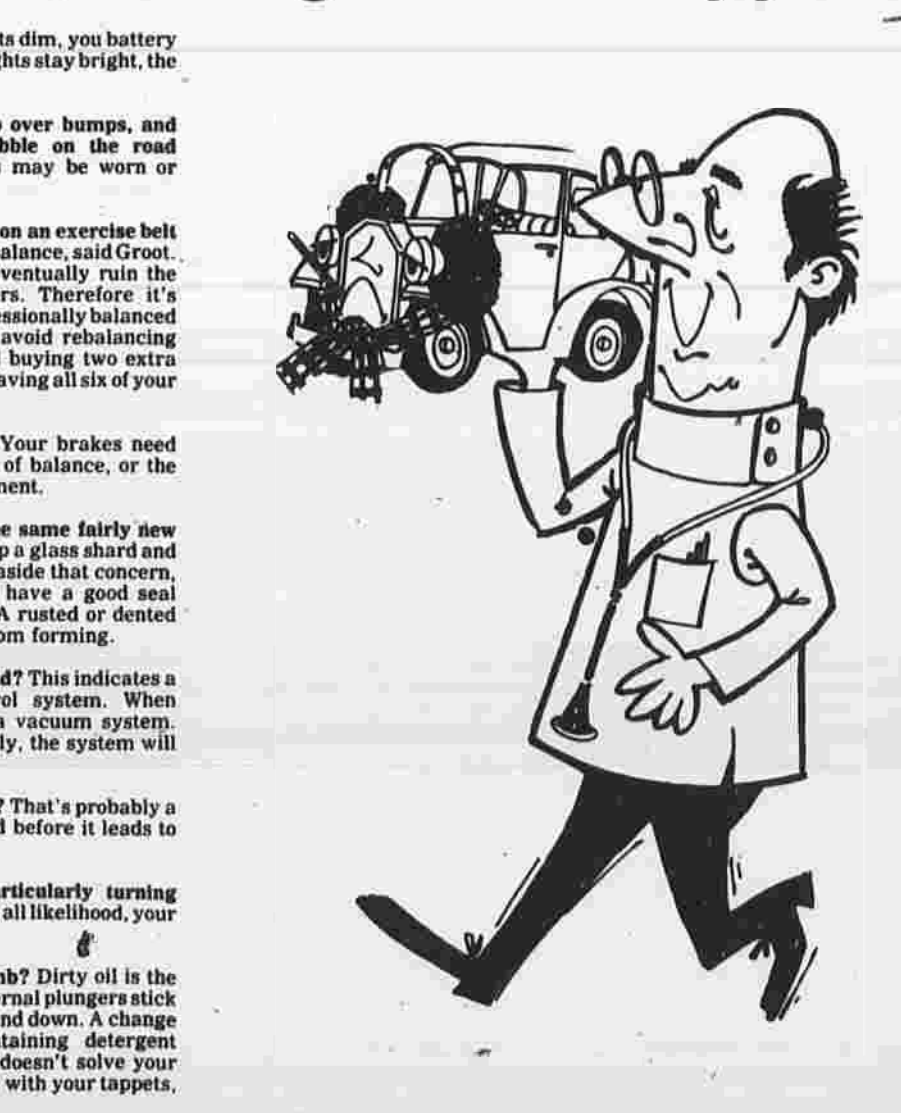 ts dim, you battery
ghts stay bright, the
over bumps, and
bble on the road
may be worn or
on an exercise belt
alance, said Groot.
ventually ruin the
rs. Therefore it's
essionally balanced
avoid rebalancing
buying two extra
aving all six of your
Your brakes need
of balance, or the
ment.
e same fairly new
p a glass shard and
aside that concern,
have a good seal
A rusted or dented
om forming.
d? This indicates a
ol system. When
a vacuum system.
ly, the system will
? That's probably a
d before it leads to
rticularly turning
all likelihood, your
mb? Dirty oil is the
rnal plungers stick
nd down. A change
taining detergent
doesn't solve your
with your tappets,